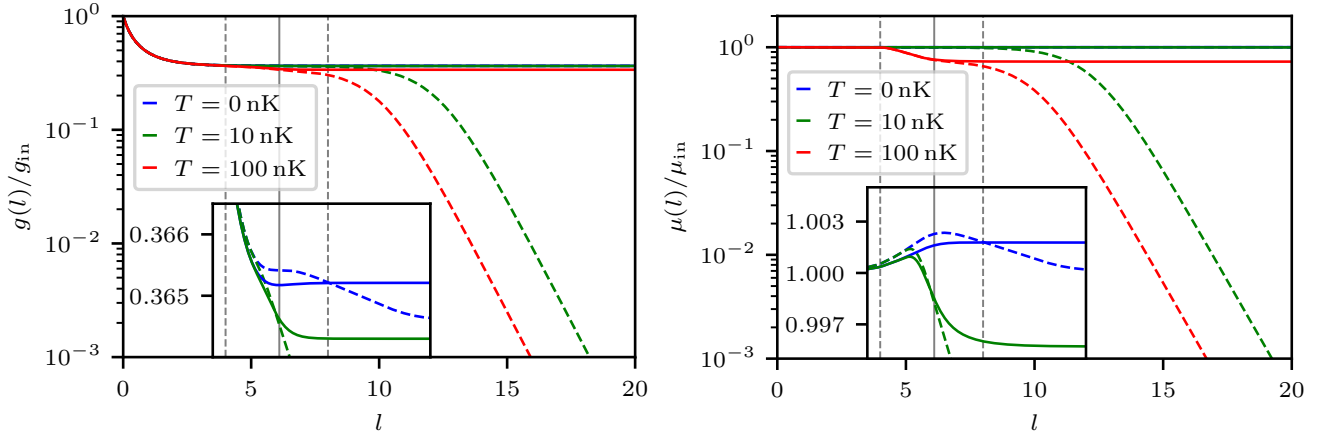 10^0
10^-1
10^-2
10^-3
g(l)/g_in
T = 0 nK
T = 10 nK
T = 100 nK
0.366
0.365
0
5
10
15
20
l
10^0
10^-1
10^-2
10^-3
μ(l)/μ_in
T = 0 nK
T = 10 nK
T = 100 nK
1.003
1.000
0.997
0
5
10
15
20
l